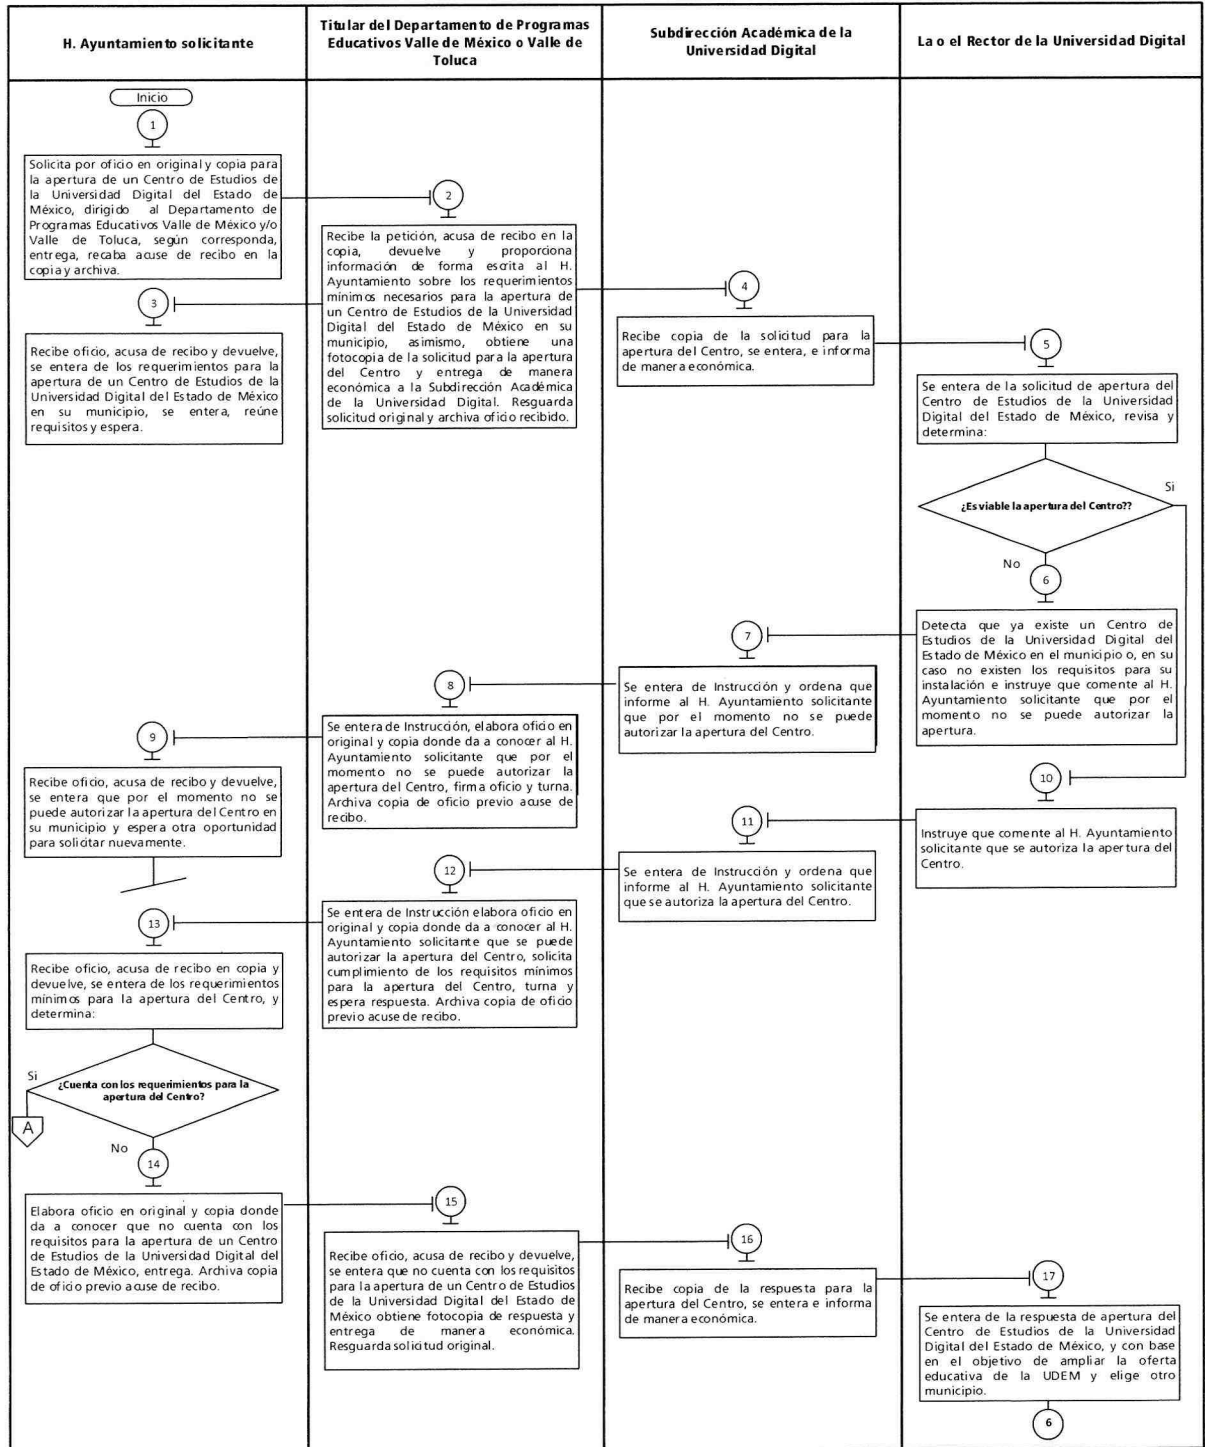 H. Ayuntamiento solicitante
Titular del Departamento de Programas
Educativos Valle de México o Valle de
Toluca
Subdirección Académica de la
Universidad Digital
La o el Rector de la Universidad Digital
Inicio
1
Solicita por oficio en original y copia para
la apertura de un Centro de Estudios de
la Universidad Digital del Estado de
México, dirigido al Departamento de
Programas Educativos Valle de México y/o
Valle de Toluca, según corresponda,
entrega, recaba acuse de recibo en la
copia y archiva.
2
Recibe la petición, acusa de recibo en la
copia, devuelve y proporciona
información de forma escrita al H.
Ayuntamiento sobre los requerimientos
mínimos necesarios para la apertura de
un Centro de Estudios de la Universidad
Digital del Estado de México en su
municipio, asimismo, obtiene una
fotocopia de la solicitud para la apertura
del Centro y entrega de manera
económica a la Subdirección Académica
de la Universidad Digital. Resguarda
solicitud original y archiva oficio recibido.
3
Recibe oficio, acusa de recibo y devuelve,
se entera de los requerimientos para la
apertura de un Centro de Estudios de la
Universidad Digital del Estado de México
en su municipio, se entera, reúne
requisitos y espera.
4
Recibe copia de la solicitud para la
apertura del Centro, se entera, e informa
de manera económica.
5
Se entera de la solicitud de apertura del
Centro de Estudios de la Universidad
Digital del Estado de México, revisa y
determina:
¿Es viable la apertura del Centro??
Si
No
6
Detecta que ya existe un Centro de
Estudios de la Universidad Digital del
Estado de México en el municipio o, en su
caso no existen los requisitos para su
instalación e instruye que comente al H.
Ayuntamiento solicitante que por el
momento no se puede autorizar la
apertura.
7
Se entera de Instrucción y ordena que
informe al H. Ayuntamiento solicitante
que por el momento no se puede
autorizar la apertura del Centro.
8
Se entera de Instrucción, elabora oficio en
original y copia donde da a conocer al H.
Ayuntamiento solicitante que por el
momento no se puede autorizar la
apertura del Centro, firma oficio y turna.
Archiva copia de oficio previo acuse de
recibo.
9
Recibe oficio, acusa de recibo y devuelve,
se entera que por el momento no se
puede autorizar la apertura del Centro en
su municipio y espera otra oportunidad
para solicitar nuevamente.
10
Instruye que comente al H. Ayuntamiento
solicitante que se autoriza la apertura del
Centro.
11
Se entera de Instrucción y ordena que
informe al H. Ayuntamiento solicitante
que se autoriza la apertura del Centro.
12
Se entera de Instrucción elabora oficio en
original y copia donde da a conocer al H.
Ayuntamiento solicitante que se puede
autorizar la apertura del Centro, solicita
cumplimiento de los requisitos mínimos
para la apertura del Centro, turna y
espera respuesta. Archiva copia de oficio
previo acuse de recibo.
13
Recibe oficio, acusa de recibo en copia y
devuelve, se entera de los requerimientos
mínimos para la apertura del Centro, y
determina:
¿Cuenta con los requerimientos para la
apertura del Centro?
Si
A
No
14
Elabora oficio en original y copia donde
da a conocer que no cuenta con los
requisitos para la apertura de un Centro
de Estudios de la Universidad Digital del
Estado de México, entrega. Archiva copia
de oficio previo acuse de recibo.
15
Recibe oficio, acusa de recibo y devuelve,
se entera que no cuenta con los requisitos
para la apertura de un Centro de Estudios
de la Universidad Digital del Estado de
México obtiene fotocopia de respuesta y
entrega de manera económica.
Resguarda solicitud original.
16
Recibe copia de la respuesta para la
apertura del Centro, se entera e informa
de manera económica.
17
Se entera de la respuesta de apertura del
Centro de Estudios de la Universidad
Digital del Estado de México, y con base
en el objetivo de ampliar la oferta
educativa de la UDEM y elige otro
municipio.
6